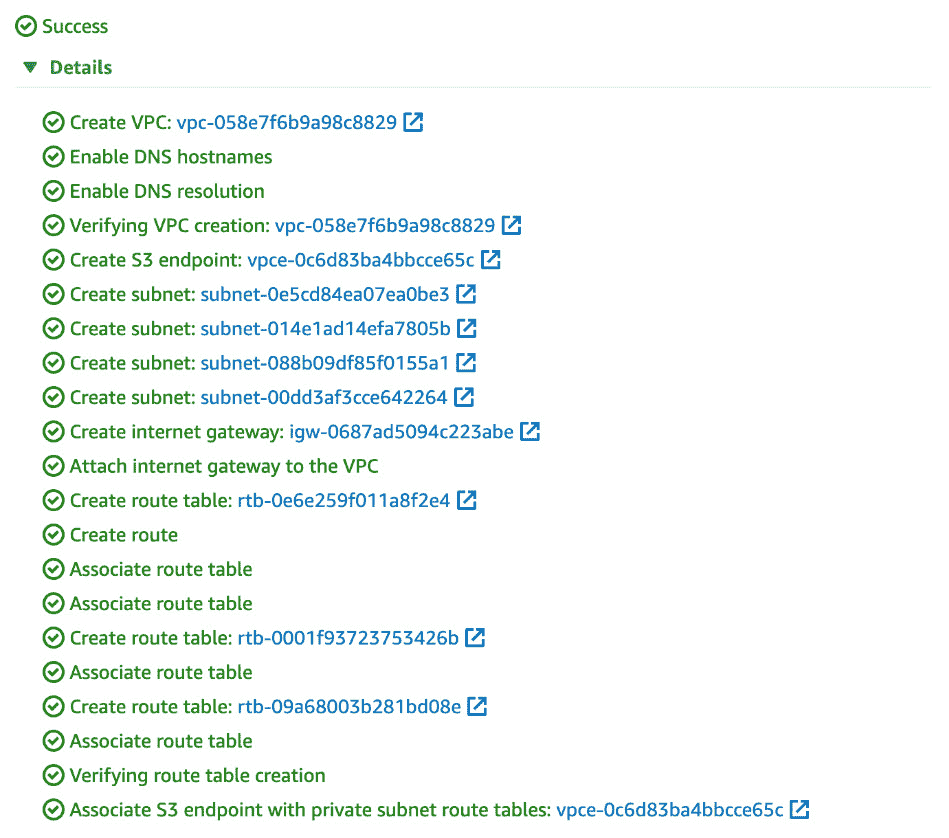 Success
Details
Create VPC: vpc-058e7f6b9a98c8829
Enable DNS hostnames
Enable DNS resolution
Verifying VPC creation: vpc-058e7f6b9a98c8829
Create S3 endpoint: vpce-0c6d83ba4bbcce65c
Create subnet: subnet-0e5cd84ea07ea0be3
Create subnet: subnet-014e1ad14efa7805b
Create subnet: subnet-088b09df85f0155a1
Create subnet: subnet-00dd3af3cce642264
Create internet gateway: igw-0687ad5094c223abe
Attach internet gateway to the VPC
Create route table: rtb-0e6e259f011a8f2e4
Create route
Associate route table
Associate route table
Create route table: rtb-0001f93723753426b
Associate route table
Create route table: rtb-09a68003b281bd08e
Associate route table
Verifying route table creation
Associate S3 endpoint with private subnet route tables: vpce-0c6d83ba4bbcce65c